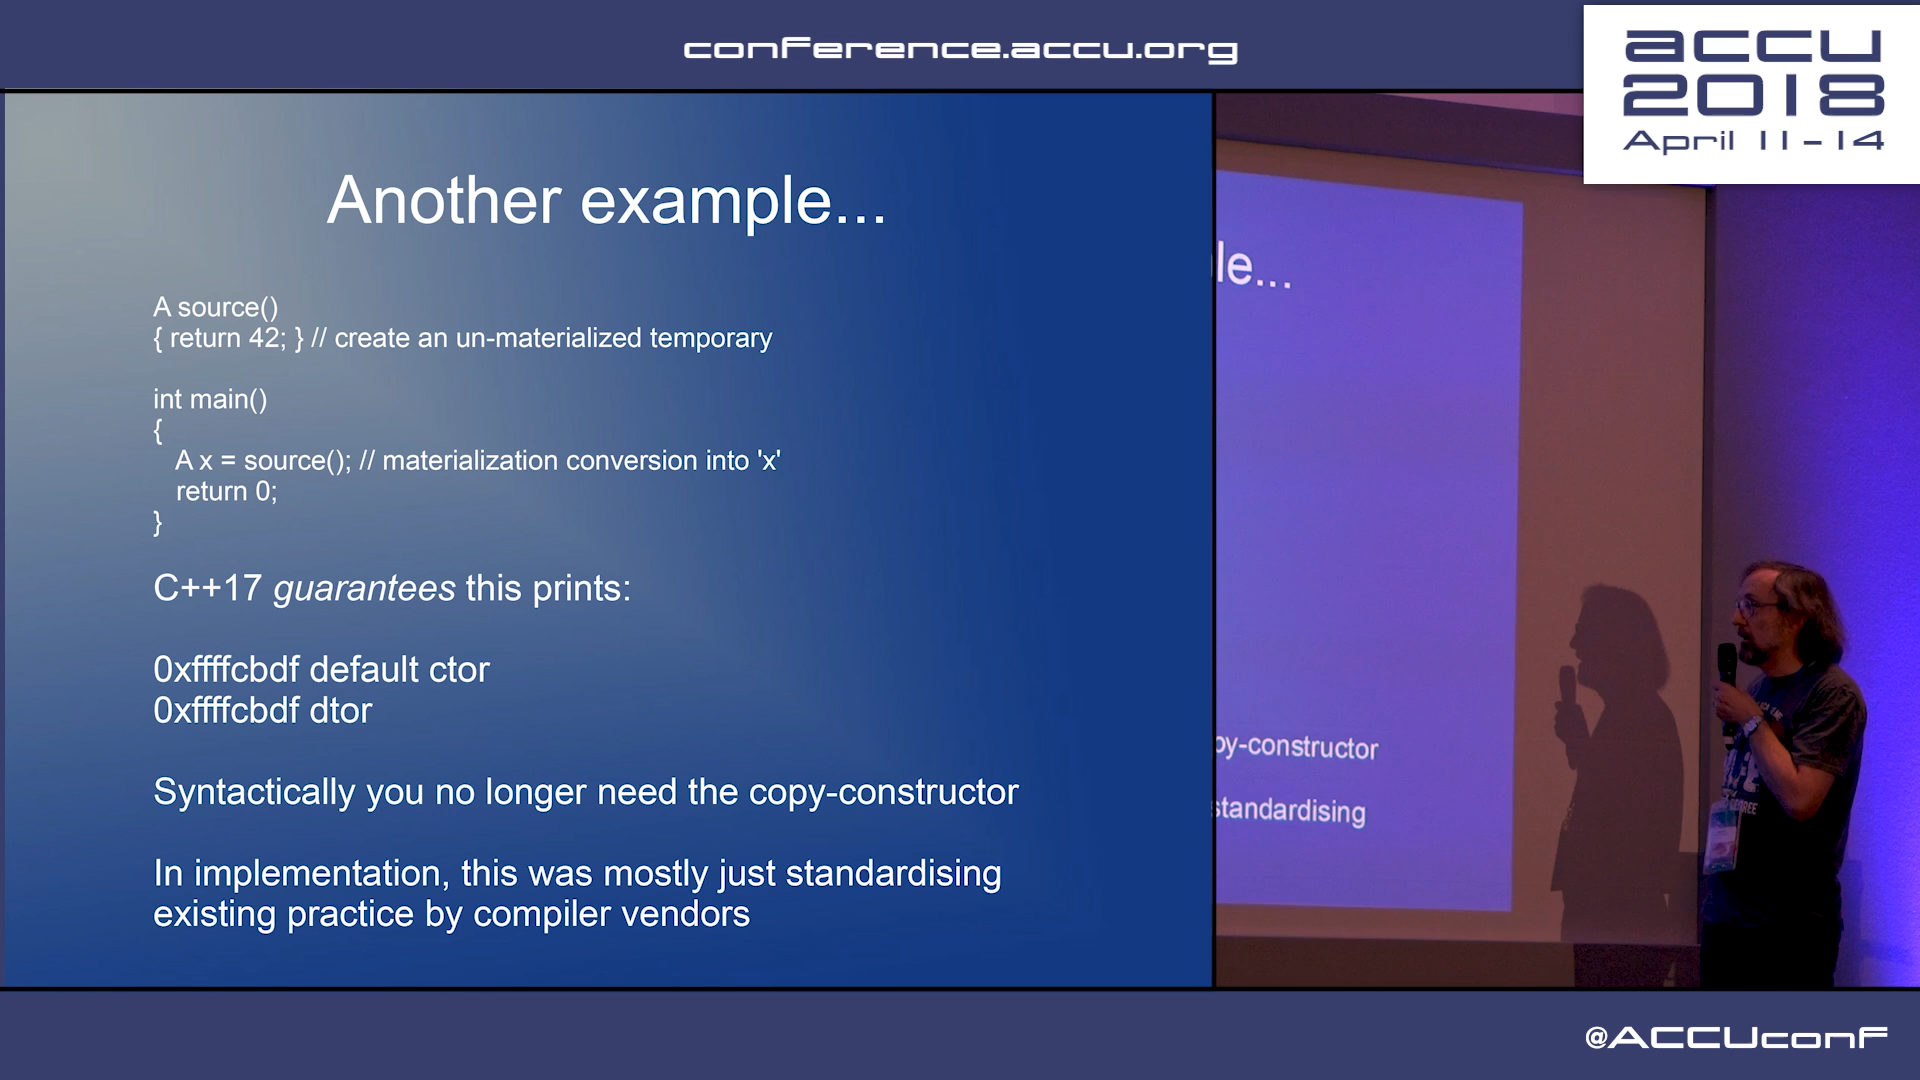 conference.accu.org
accu
2018
April 11-14
Another example...
A source()
{ return 42; } // create an un-materialized temporary
int main()
{
A x = source(); // materialization conversion into 'x'
return 0;
}
C++17 guarantees this prints:
0xffffcbdf default ctor
0xffffcbdf dtor
Syntactically you no longer need the copy-constructor
In implementation, this was mostly just standardising
existing practice by compiler vendors
le...
py-constructor
standardising
@ACCUconf